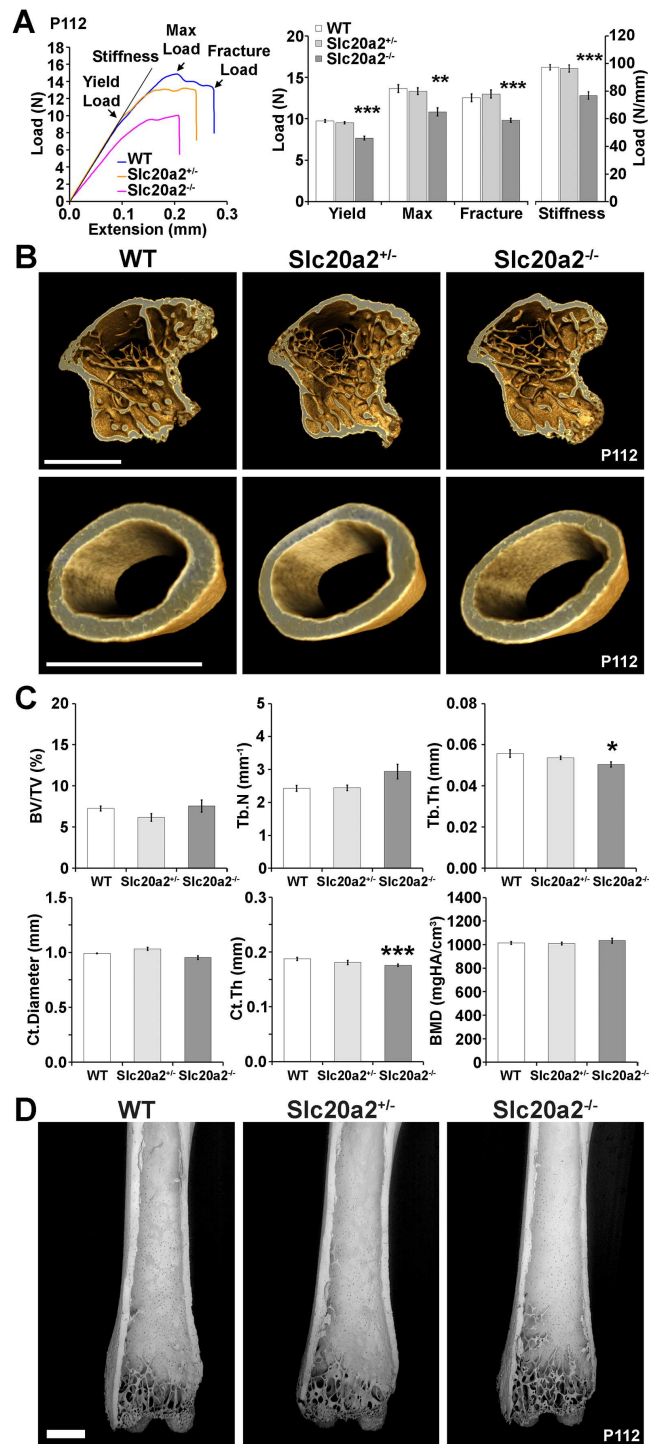 A P112
Load (N)
18
16
14
12
10
8
6
4
2
0
Yield
Load
Stiffness
Max
Load
Fracture
Load
WT
Slc20a2+/-
Slc20a2-/-
0.0 0.1 0.2 0.3
Extension (mm)
WT
Slc20a2+/-
Slc20a2-/-
Load (N)
20
15
10
5
0
*** ** *** ***
Yield Max Fracture Stiffness
100
80
60
40
20
0
Load (N/mm)
B WT Slc20a2+/- Slc20a2-/-
P112
P112
C
BV/TV (%)
20
15
10
5
0
WT Slc20a2+/- Slc20a2-/-
Tb.N (mm-1)
5
4
3
2
1
0
WT Slc20a2+/- Slc20a2-/-
Tb.Th (mm)
0.08
0.06
0.04
0.02
0.00
*
WT Slc20a2+/- Slc20a2-/-
Ct.Diameter (mm)
1.5
1.0
0.5
0.0
WT Slc20a2+/- Slc20a2-/-
Ct.Th (mm)
0.3
0.2
0.1
0.0
***
WT Slc20a2+/- Slc20a2-/-
BMD (mgHA/cm3)
1400
1200
1000
800
600
400
200
0
WT Slc20a2+/- Slc20a2-/-
D WT Slc20a2+/- Slc20a2-/-
P112